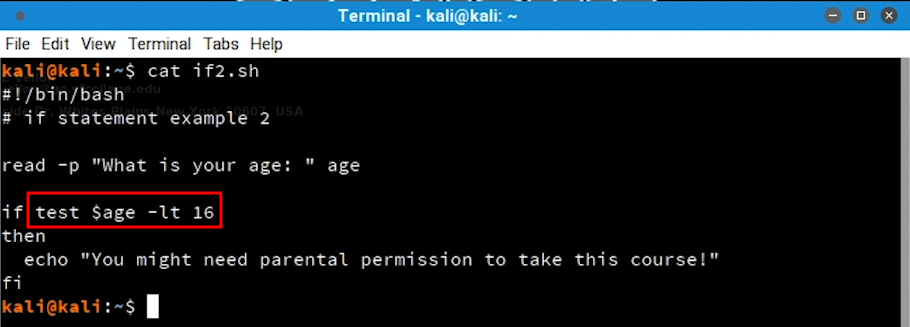 Terminal - kali@kali: ~
File Edit View Terminal Tabs Help
kali@kali:~$ cat if2.sh
#!/bin/bash
# if statement example 2
read -p "What is your age: " age
if test $age -lt 16
then
  echo "You might need parental permission to take this course!"
fi
kali@kali:~$